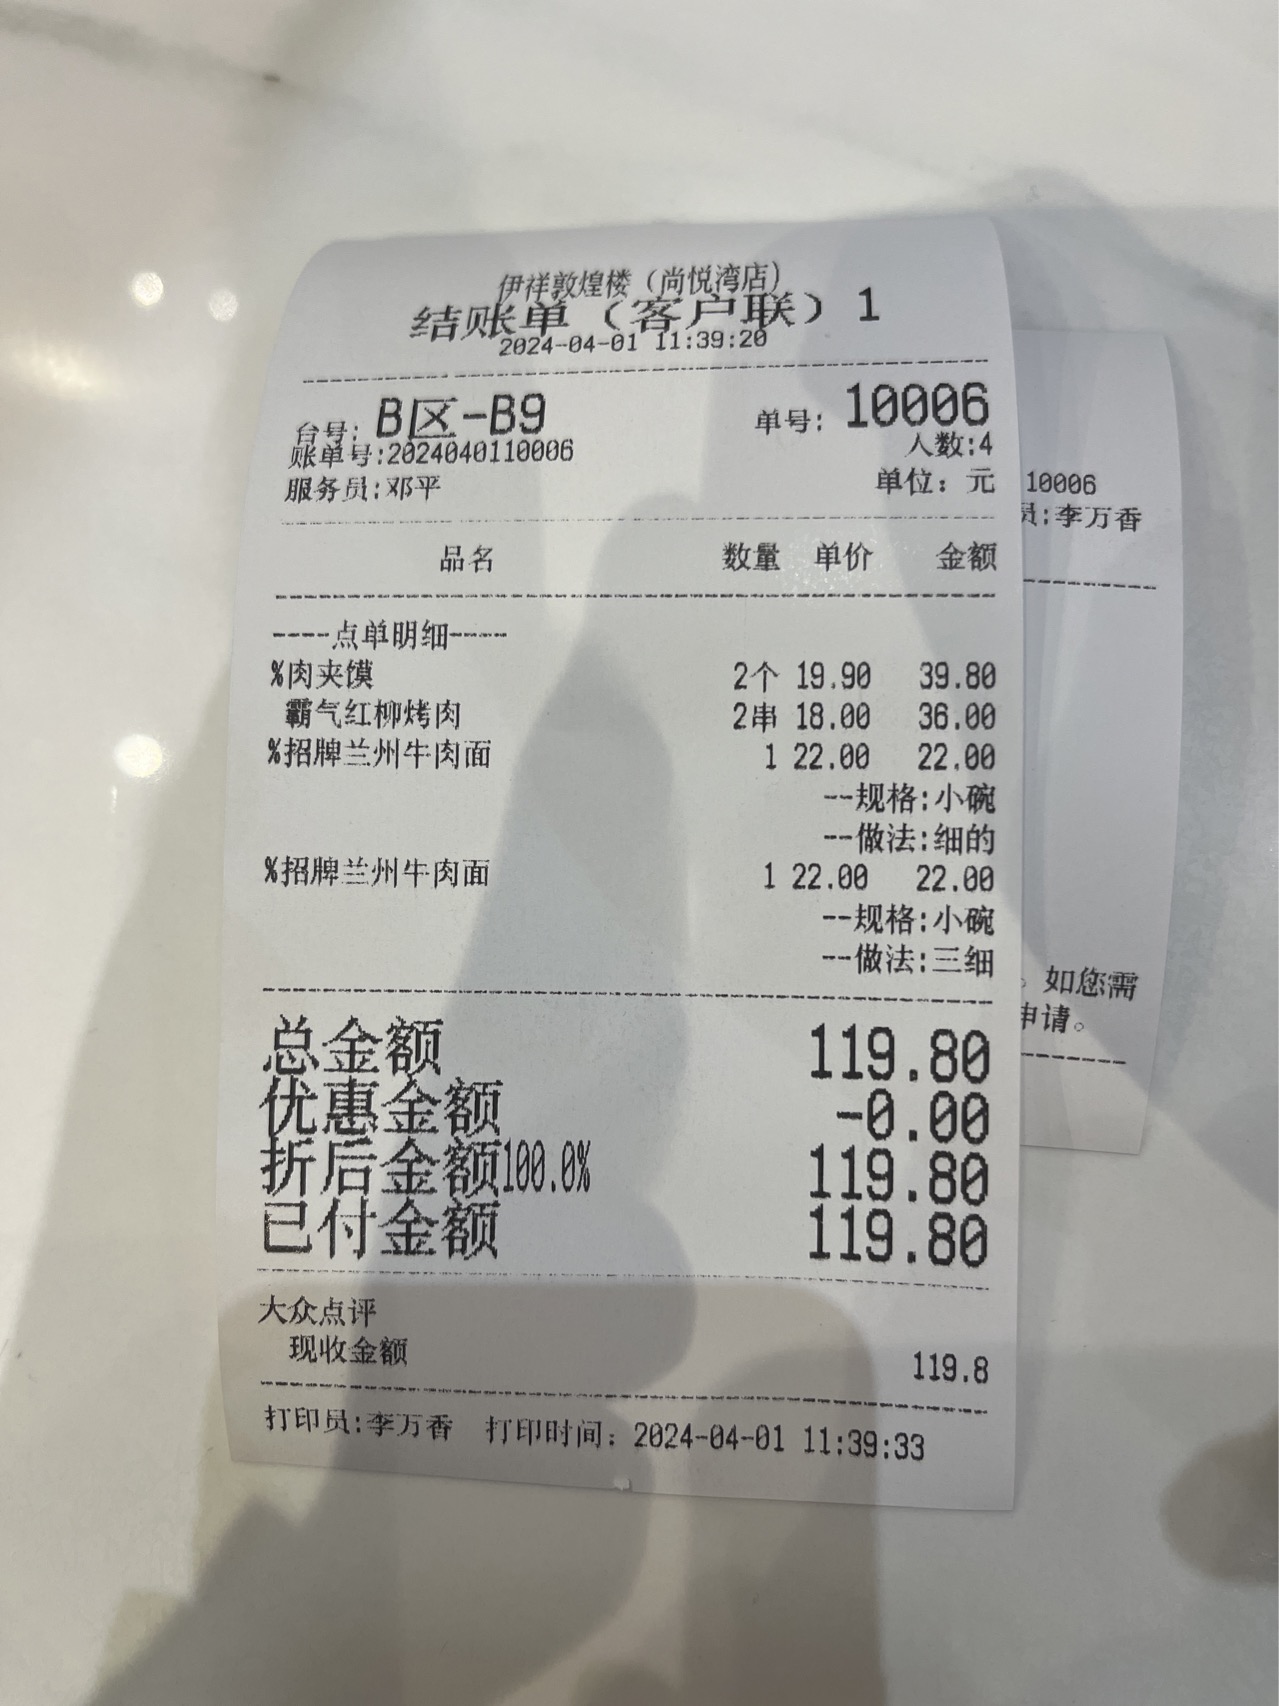 伊祥敦煌楼（尚悦湾店）
结账单（客户联）1
2024-04-01 11:39:20
台号: B区-B9 单号: 10006
账单号:2024040110006 人数:4
服务员:邓平 单位: 元
品名 数量 单价 金额
----点单明细----
%肉夹馍 2个 19.90 39.80
霸气红柳烤肉 2串 18.00 36.00
%招牌兰州牛肉面 1 22.00 22.00
--规格:小碗
--做法:细的
%招牌兰州牛肉面 1 22.00 22.00
--规格:小碗
--做法:三细
总金额 119.80
优惠金额 -0.00
折后金额100.0% 119.80
已付金额 119.80
大众点评
现收金额 119.8
打印员:李万香 打印时间: 2024-04-01 11:39:33
10006
员:李万香
。如您需
申请。